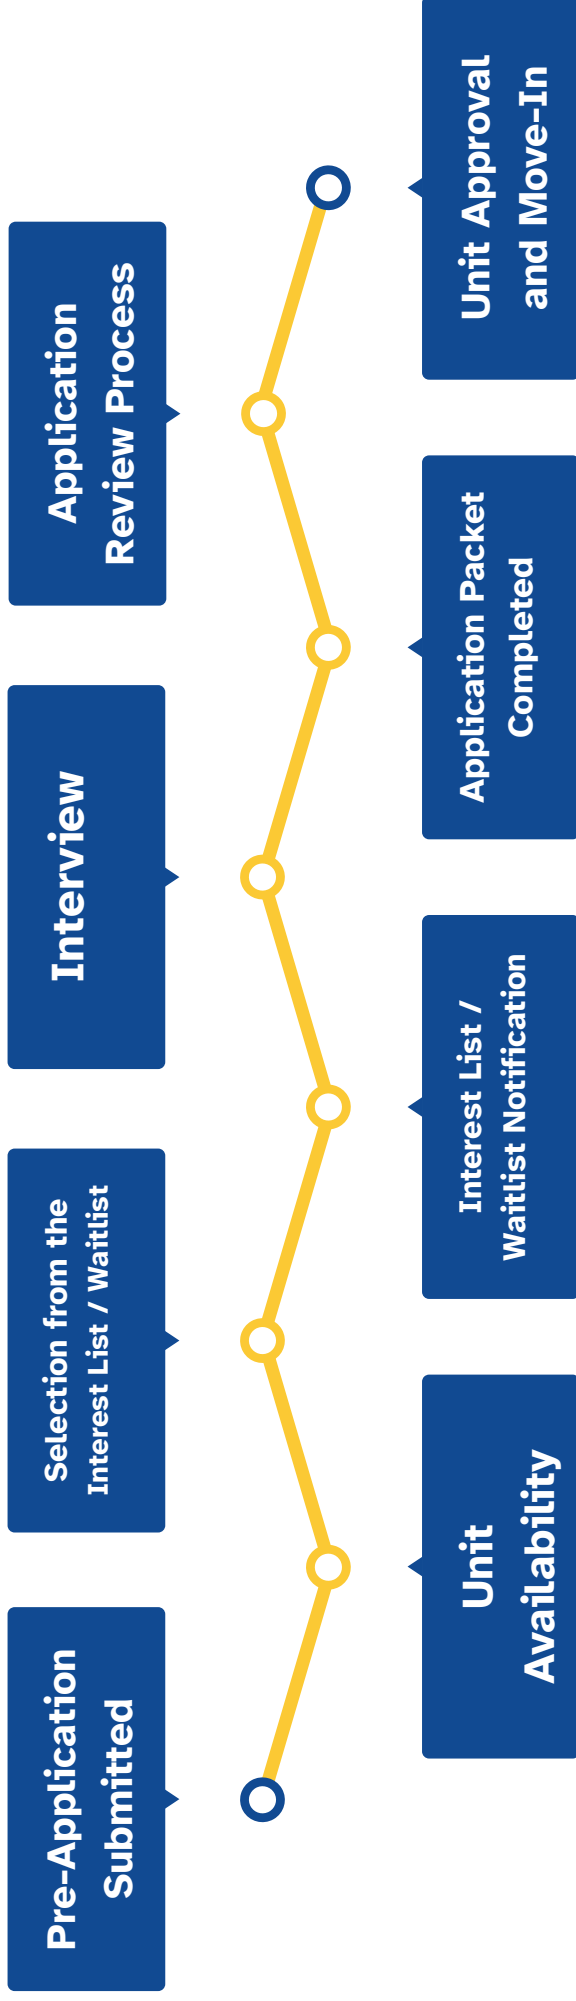 Pre-Application
Submitted
Unit
Availability
Selection from the
Interest List / Waitlist
Interest List /
Waitlist Notification
Interview
Application Packet
Completed
Application
Review Process
Unit Approval
and Move-In